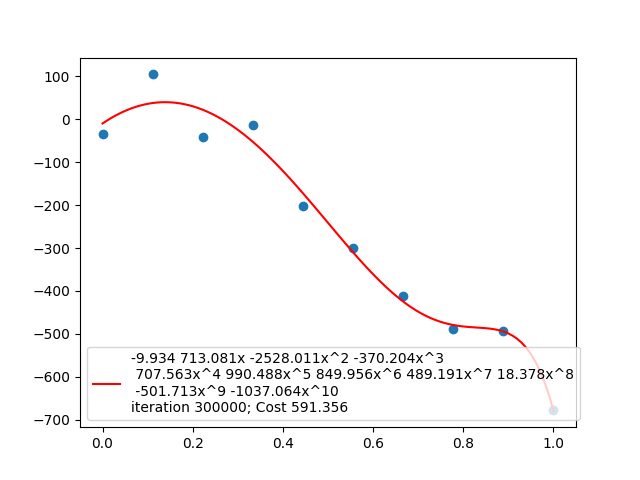 100
0
−100
−200
−300
−400
−500
−600
−700
-9.934 713.081x -2528.011x^2 -370.204x^3
707.563x^4 990.488x^5 849.956x^6 489.191x^7 18.378x^8
-501.713x^9 -1037.064x^10
iteration 300000; Cost 591.356
0.0 0.2 0.4 0.6 0.8 1.0